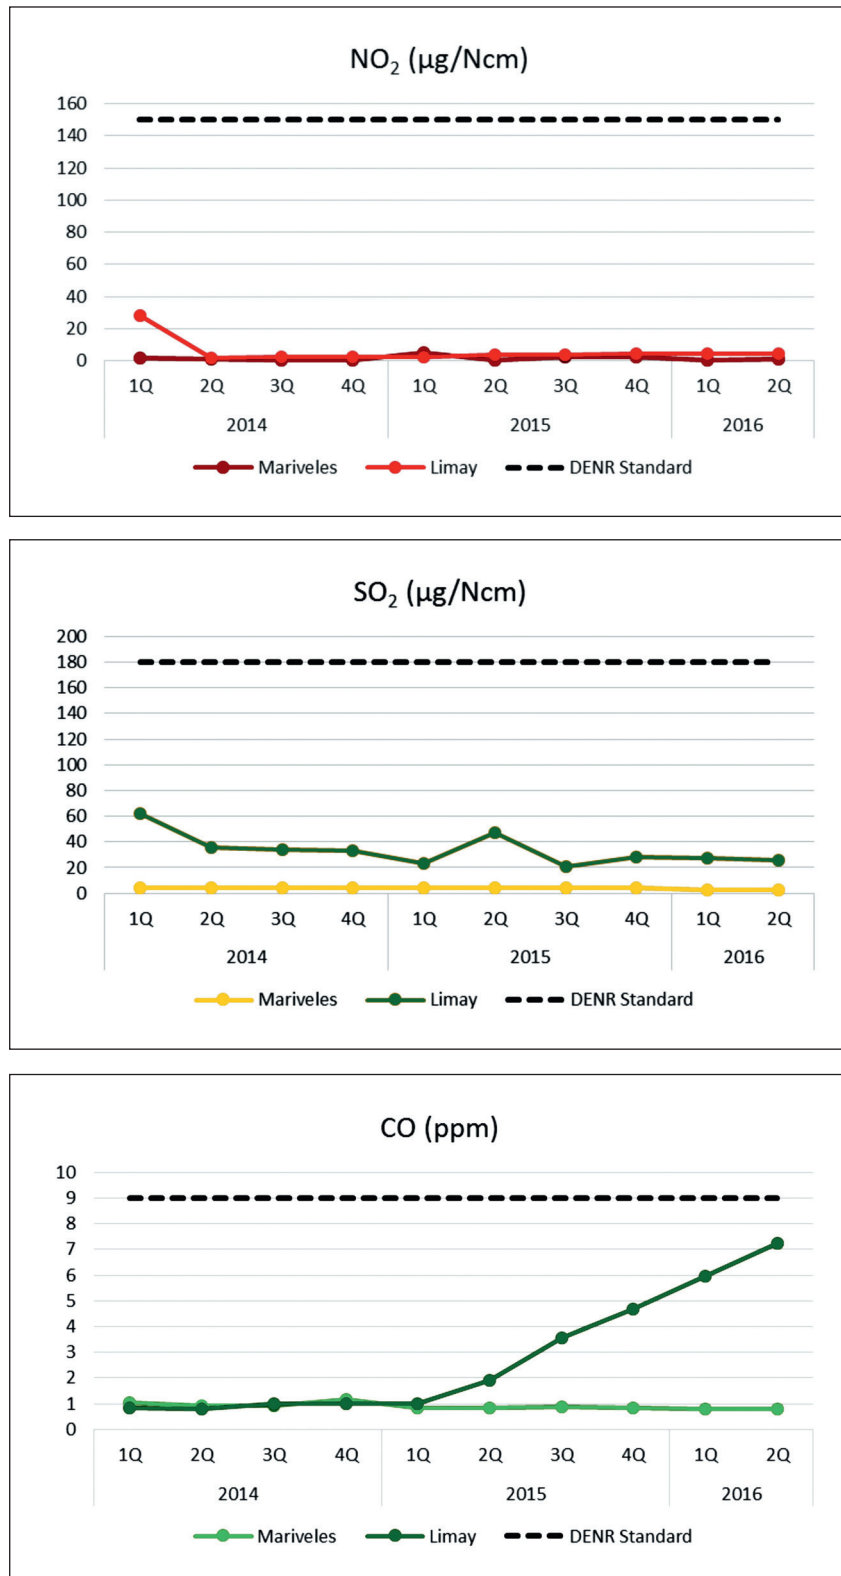 NO₂ (µg/Ncm)
160
140
120
100
80
60
40
20
0
1Q 2Q 3Q 4Q 1Q 2Q 3Q 4Q 1Q 2Q
2014 2015 2016
Mariveles Limay DENR Standard
SO₂ (µg/Ncm)
200
180
160
140
120
100
80
60
40
20
0
1Q 2Q 3Q 4Q 1Q 2Q 3Q 4Q 1Q 2Q
2014 2015 2016
Mariveles Limay DENR Standard
CO (ppm)
10
9
8
7
6
5
4
3
2
1
0
1Q 2Q 3Q 4Q 1Q 2Q 3Q 4Q 1Q 2Q
2014 2015 2016
Mariveles Limay DENR Standard